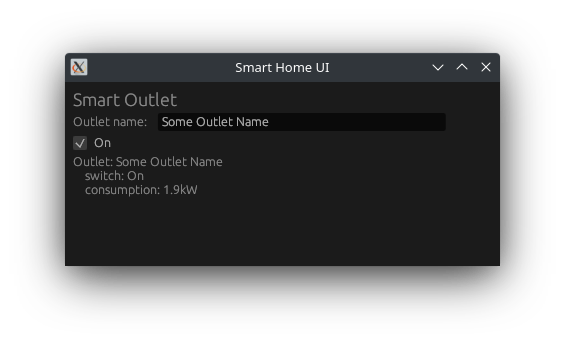 Smart Home UI
Smart Outlet
Outlet name: Some Outlet Name
On
Outlet: Some Outlet Name
switch: On
consumption: 1.9kW